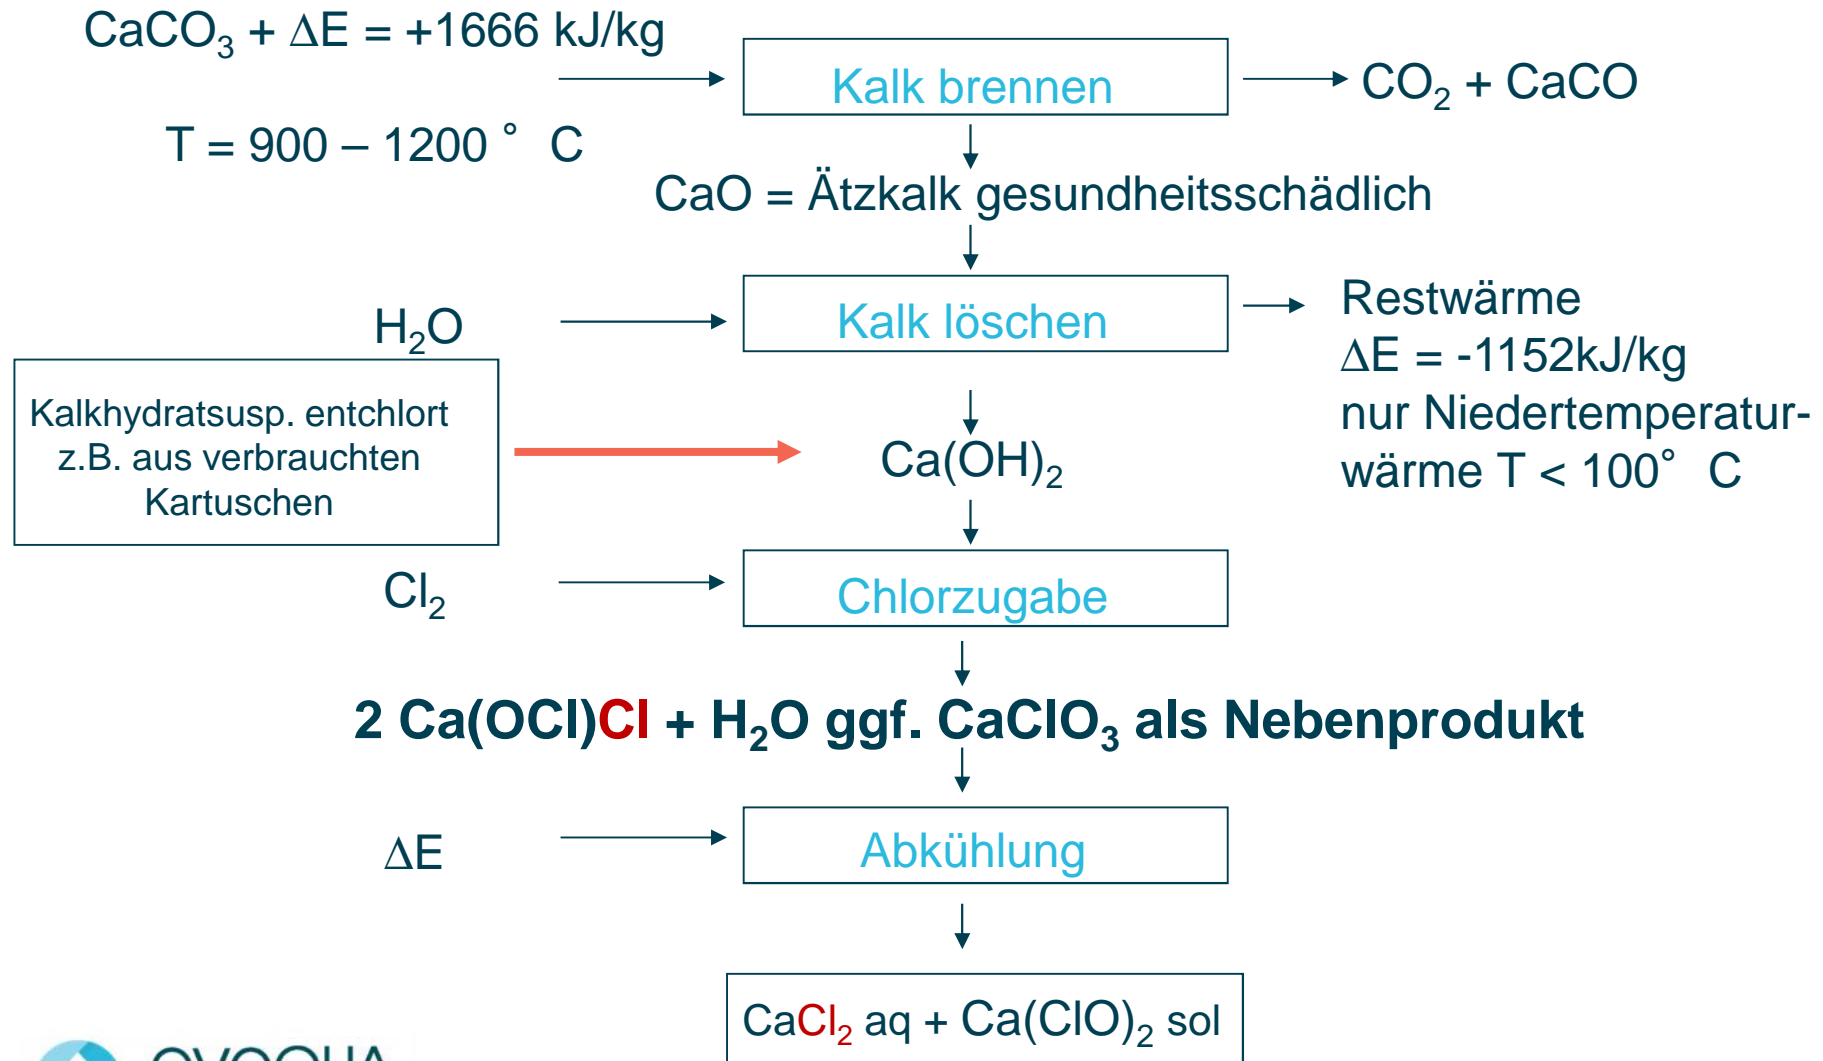 CaCO₃ + ΔE = +1666 kJ/kg
Kalk brennen
CO₂ + CaCO
T = 900 – 1200 ° C
CaO = Ätzkalk gesundheitsschädlich
H₂O
Kalk löschen
Restwärme
ΔE = -1152kJ/kg
nur Niedertemperatur-
wärme T < 100° C
Kalkhydratsusp. entchlort
z.B. aus verbrauchten
Kartuschen
Ca(OH)₂
Cl₂
Chlorzugabe
2 Ca(OCl)Cl + H₂O ggf. CaClO₃ als Nebenprodukt
ΔE
Abkühlung
CaCl₂ aq + Ca(ClO)₂ sol